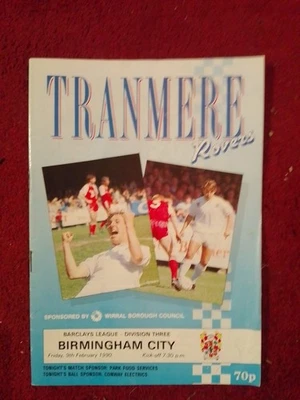 TRANMERE
Rovers
SPONSORED BY WIRRAL BOROUGH COUNCIL
BARCLAYS LEAGUE - DIVISION THREE
BIRMINGHAM CITY
Friday, 9th February 1990 Kick-off 7.30 p.m.
TONIGHT'S MATCH SPONSOR: PARK FOOD SERVICES
TONIGHT'S BALL SPONSOR: CONWAY ELECTRICS
70p